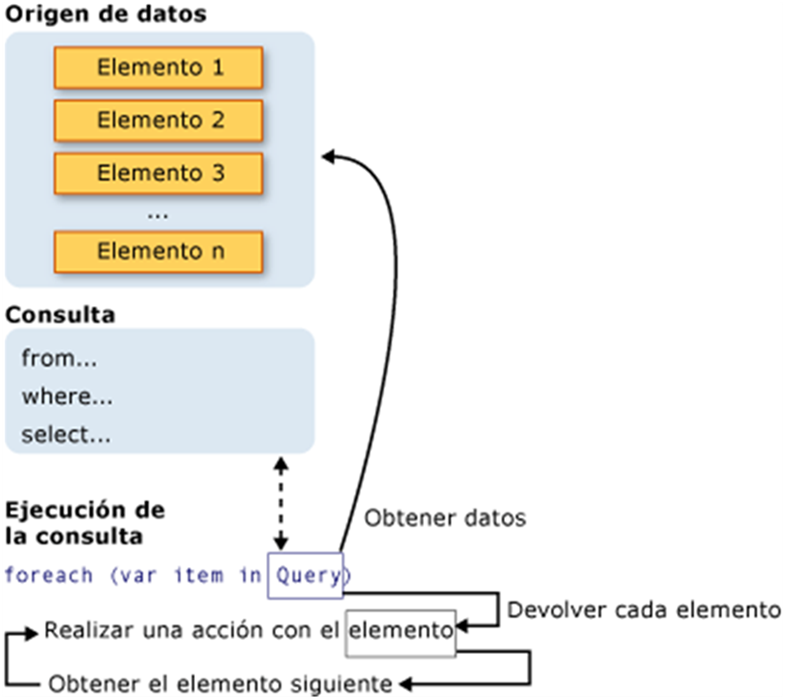 Origen de datos
Elemento 1
Elemento 2
Elemento 3
...
Elemento n
Consulta
from...
where...
select...
Ejecución de
la consulta
Obtener datos
foreach (var item in Query)
Devolver cada elemento
Realizar una acción con el elemento
Obtener el elemento siguiente